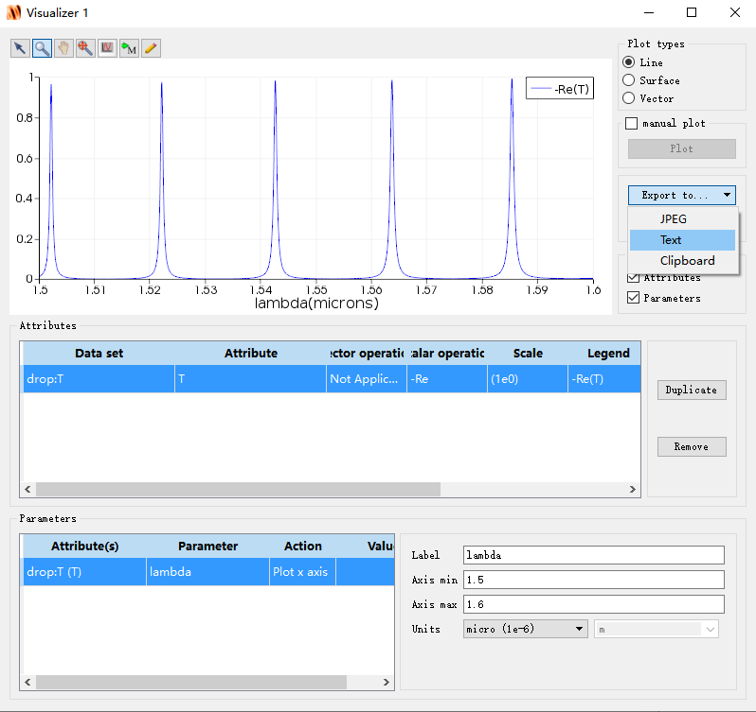 Visualizer 1
M
Plot types
Line
Surface
Vector
manual plot
Plot
Export to...
JPEG
Text
Clipboard
Attributes
Parameters
-Re(T)
1
0.8
0.6
0.4
0.2
0
1.5 1.51 1.52 1.53 1.54 1.55 1.56 1.57 1.58 1.59 1.6
lambda(microns)
Attributes
Data set Attribute ector operatic alar operatic Scale Legend
drop:T T Not Applic... -Re (1e0) -Re(T)
Duplicate
Remove
Parameters
Attribute(s) Parameter Action Valu
drop:T (T) lambda Plot x axis
Label lambda
Axis min 1.5
Axis max 1.6
Units micro (1e-6) m